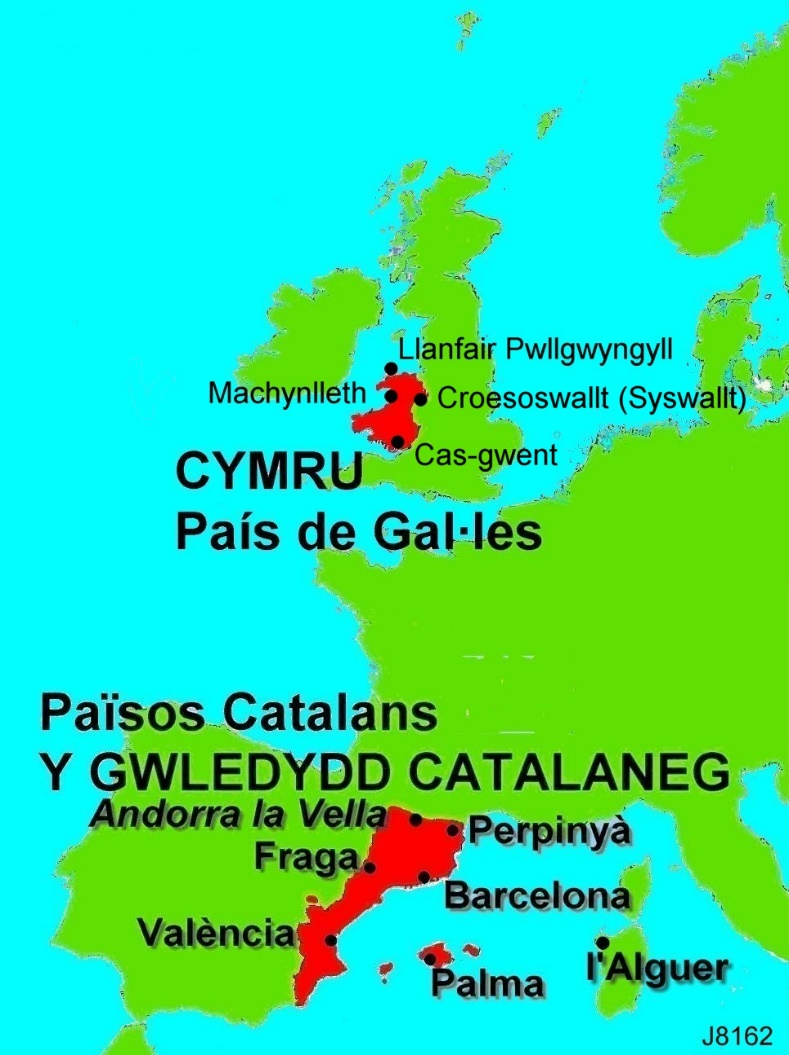 Llanfair Pwllgwyngyll
Machynlleth
Croesoswallt (Syswallt)
Cas-gwent
CYMRU
País de Gal·les
Països Catalans
Y GWLEDYDD CATALANEG
Andorra la Vella
Perpinyà
Fraga
Barcelona
València
l'Alguer
Palma
J8162